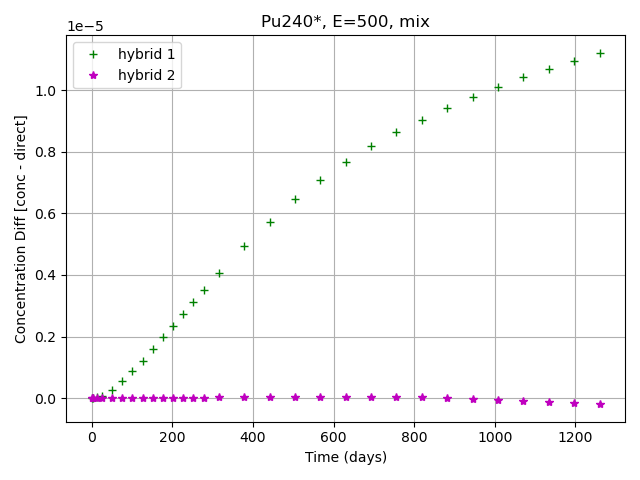 Pu240*, E=500, mix
1e−5
hybrid 1
hybrid 2
Concentration Diff [conc - direct]
1.0
0.8
0.6
0.4
0.2
0.0
0 200 400 600 800 1000 1200
Time (days)